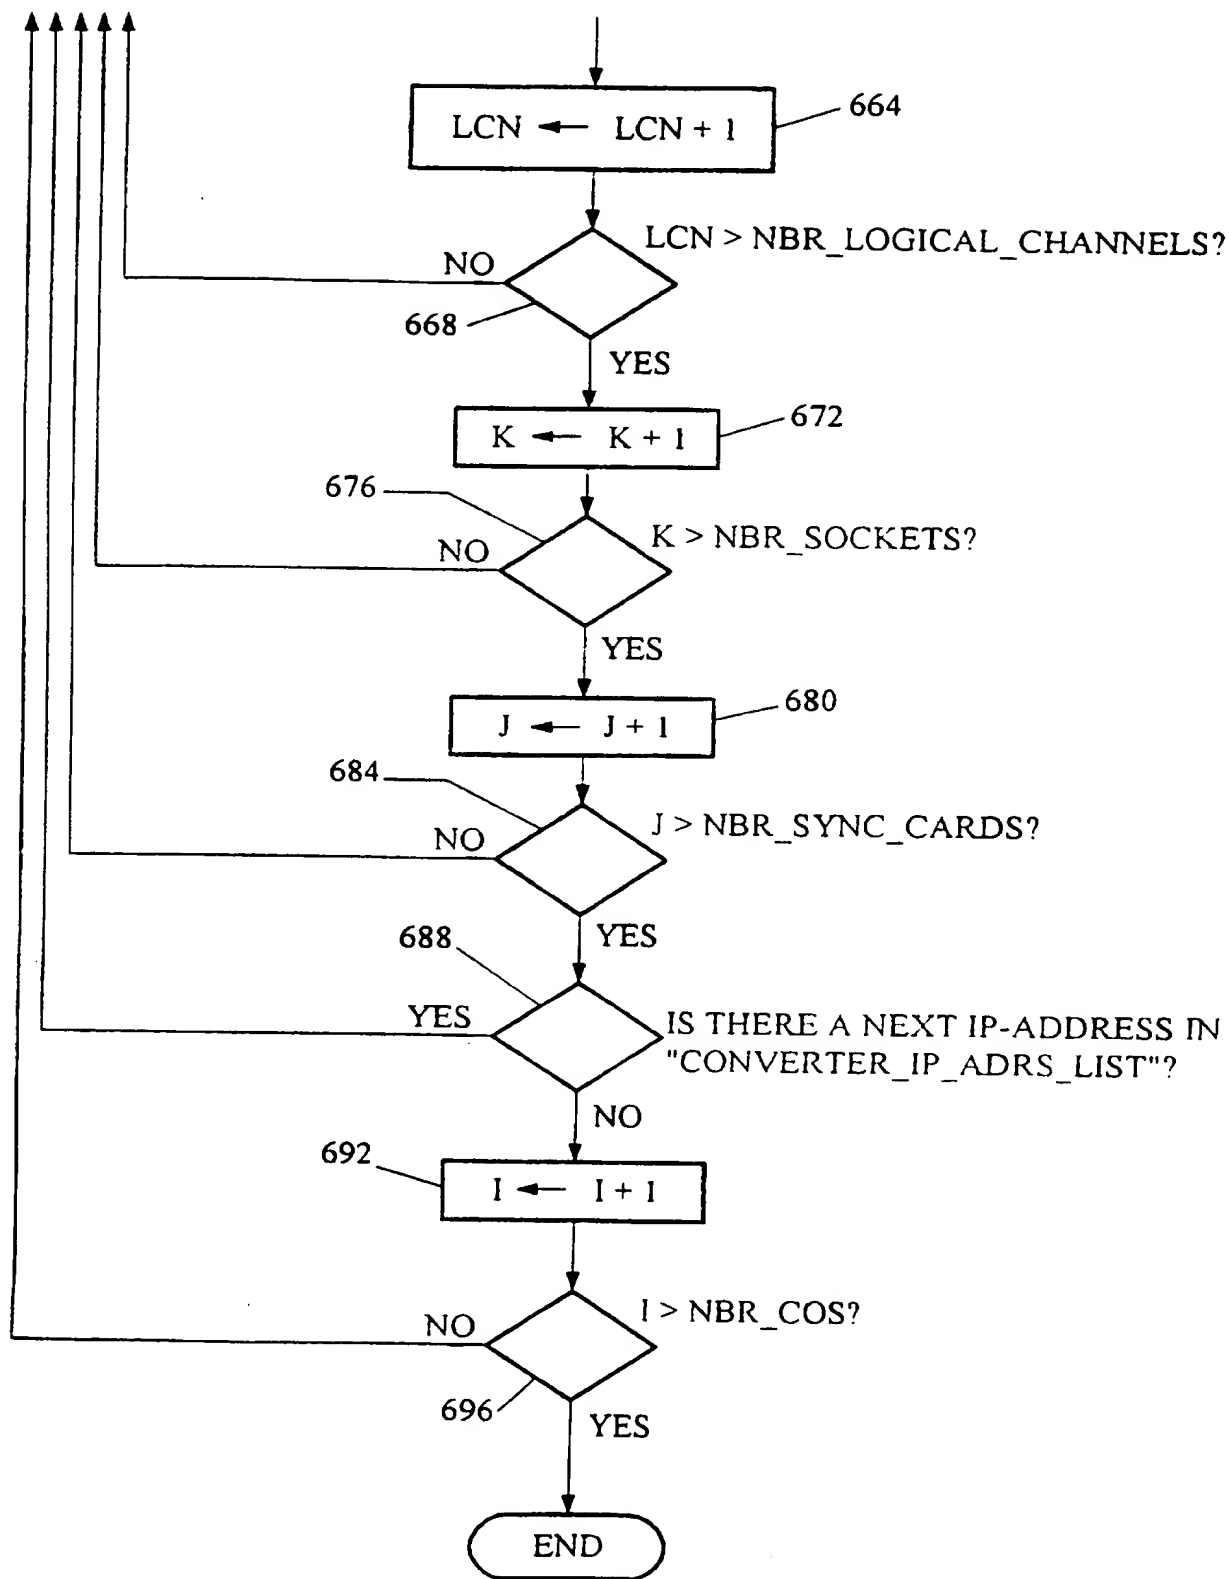 664
LCN ← LCN + 1
LCN > NBR_LOGICAL_CHANNELS?
NO
668
YES
672
K ← K + 1
676
K > NBR_SOCKETS?
NO
YES
680
J ← J + 1
684
J > NBR_SYNC_CARDS?
NO
YES
688
YES
IS THERE A NEXT IP-ADDRESS IN
"CONVERTER_IP_ADRS_LIST"?
NO
692
I ← I + 1
I > NBR_COS?
NO
696
YES
END